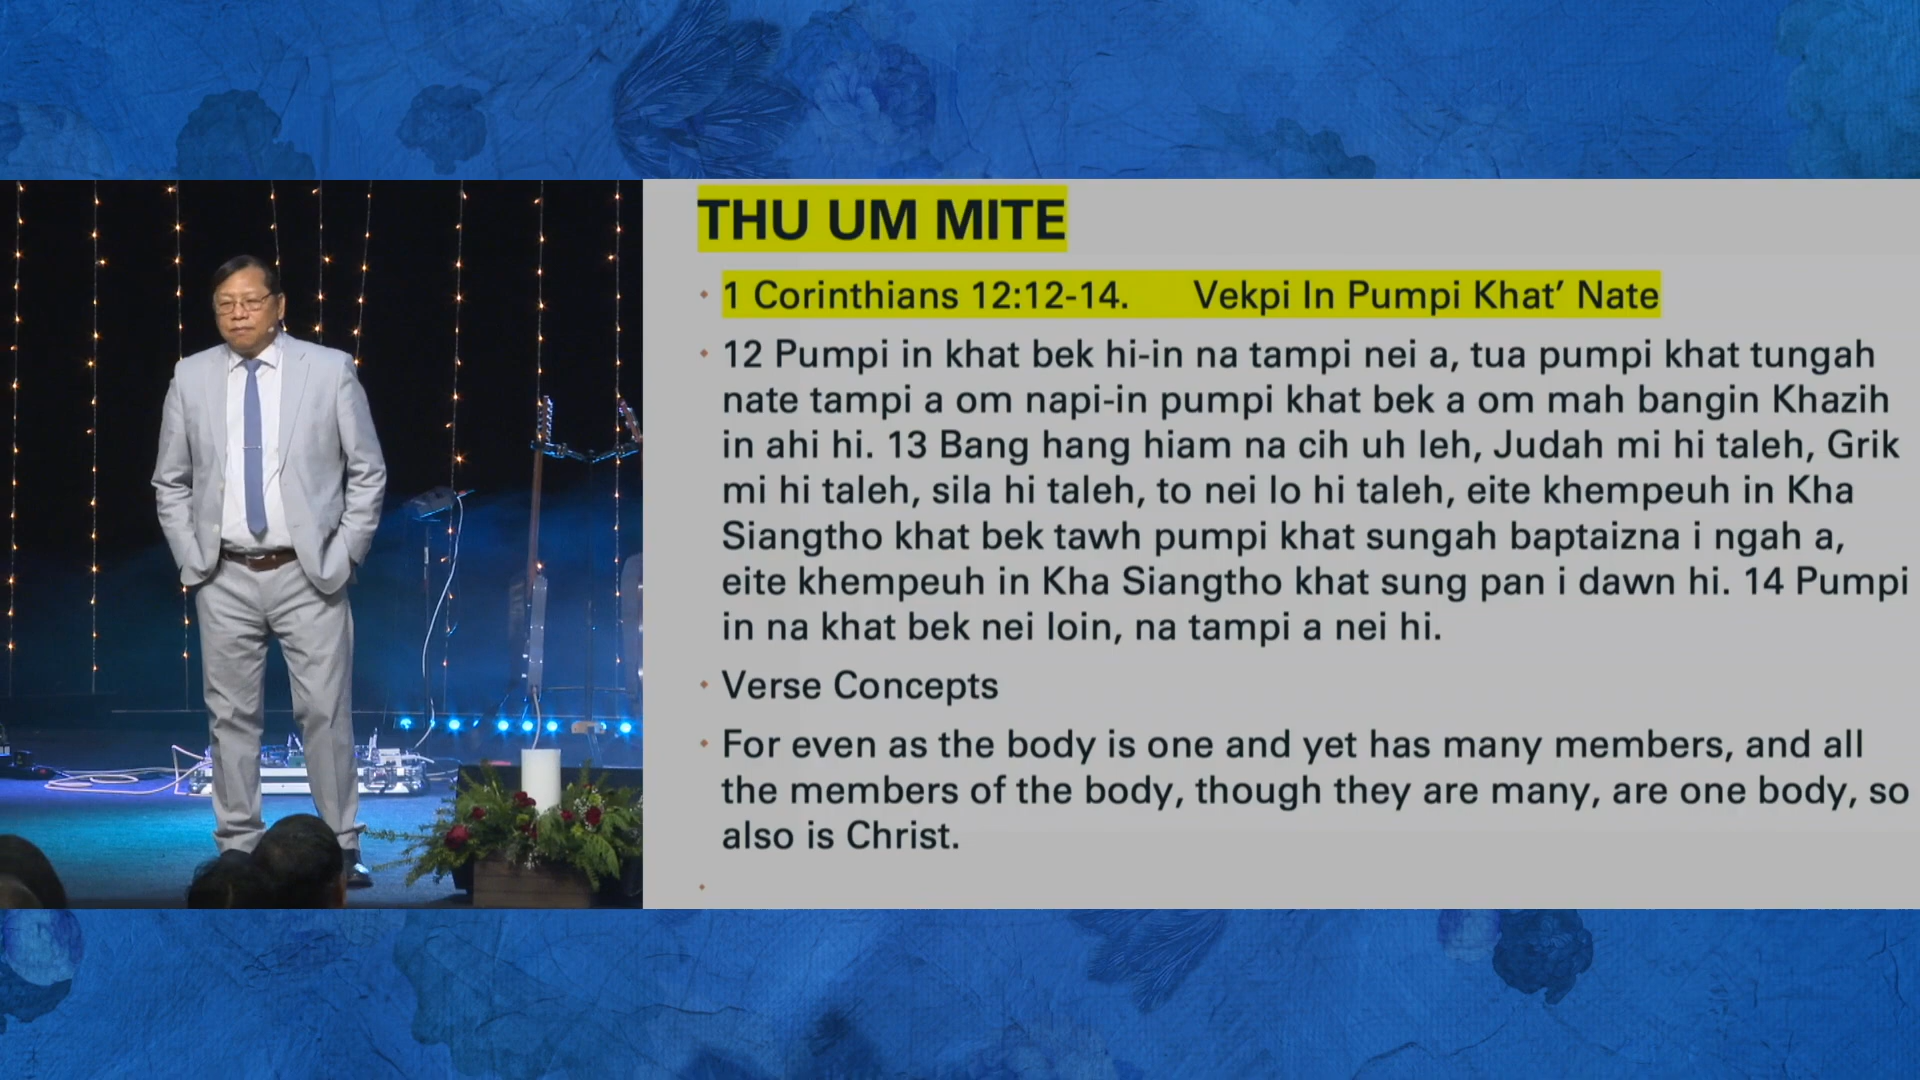 THU UM MITE
1 Corinthians 12:12-14. Vekpi In Pumpi Khat’ Nate
12 Pumpi in khat bek hi-in na tampi nei a, tua pumpi khat tungah
nate tampi a om napi-in pumpi khat bek a om mah bangin Khazih
in ahi hi. 13 Bang hang hiam na cih uh leh, Judah mi hi taleh, Grik
mi hi taleh, sila hi taleh, to nei lo hi taleh, eite khempeuh in Kha
Siangtho khat bek tawh pumpi khat sungah baptaizna i ngah a,
eite khempeuh in Kha Siangtho khat sung pan i dawn hi. 14 Pumpi
in na khat bek nei loin, na tampi a nei hi.
Verse Concepts
For even as the body is one and yet has many members, and all
the members of the body, though they are many, are one body, so
also is Christ.